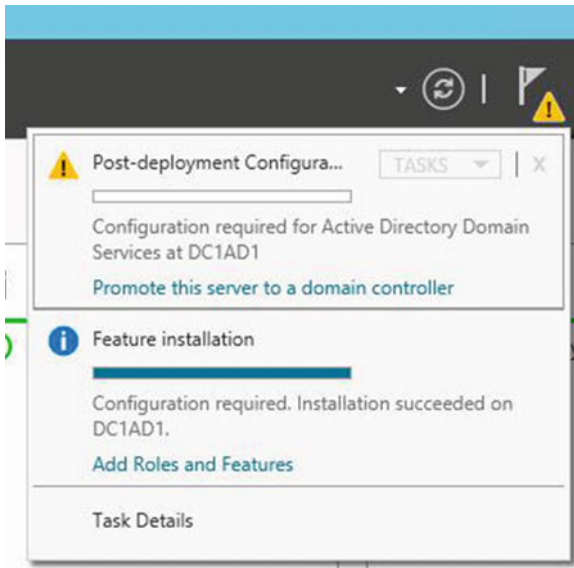 Post-deployment Configura...
TASKS
X
Configuration required for Active Directory Domain
Services at DC1AD1
Promote this server to a domain controller
Feature installation
Configuration required. Installation succeeded on
DC1AD1.
Add Roles and Features
Task Details